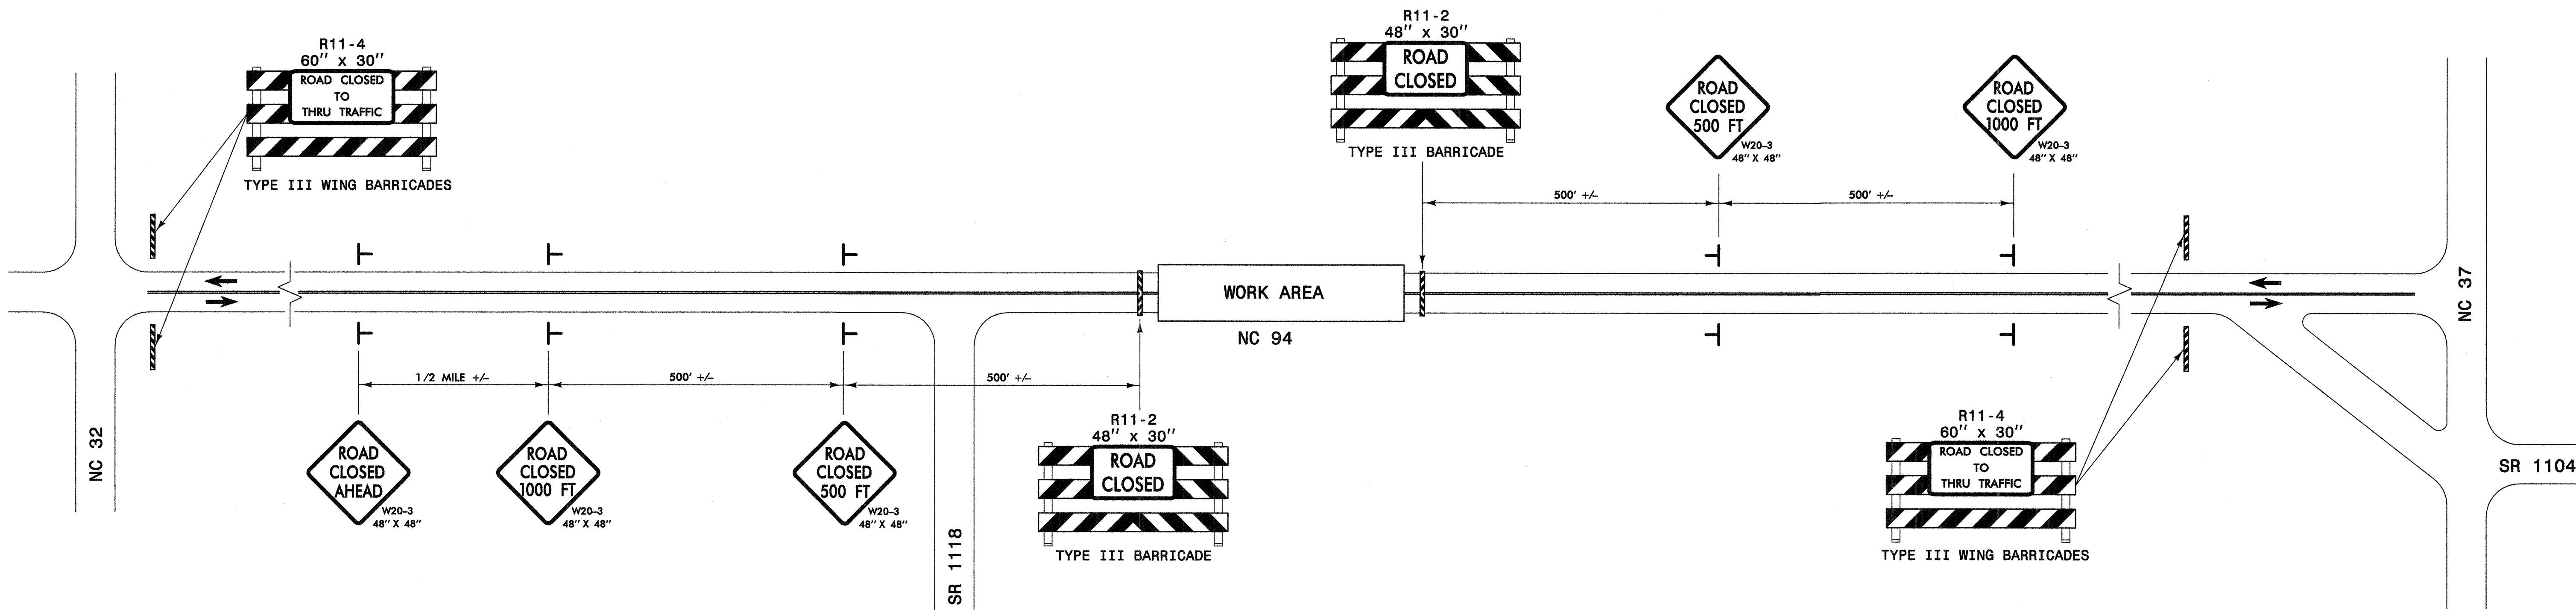 R11-4
60" x 30"
ROAD CLOSED
TO
THRU TRAFFIC
TYPE III WING BARRICADES
R11-2
48" x 30"
ROAD
CLOSED
TYPE III BARRICADE
ROAD
CLOSED
500 FT
W20-3
48" X 48"
ROAD
CLOSED
1000 FT
W20-3
48" X 48"
500' +/-
500' +/-
WORK AREA
NC 94
NC 37
NC 32
1/2 MILE +/-
500' +/-
500' +/-
ROAD
CLOSED
AHEAD
W20-3
48" X 48"
ROAD
CLOSED
1000 FT
W20-3
48" X 48"
ROAD
CLOSED
500 FT
W20-3
48" X 48"
SR 1118
R11-2
48" x 30"
ROAD
CLOSED
TYPE III BARRICADE
R11-4
60" x 30"
ROAD CLOSED
TO
THRU TRAFFIC
TYPE III WING BARRICADES
SR 1104